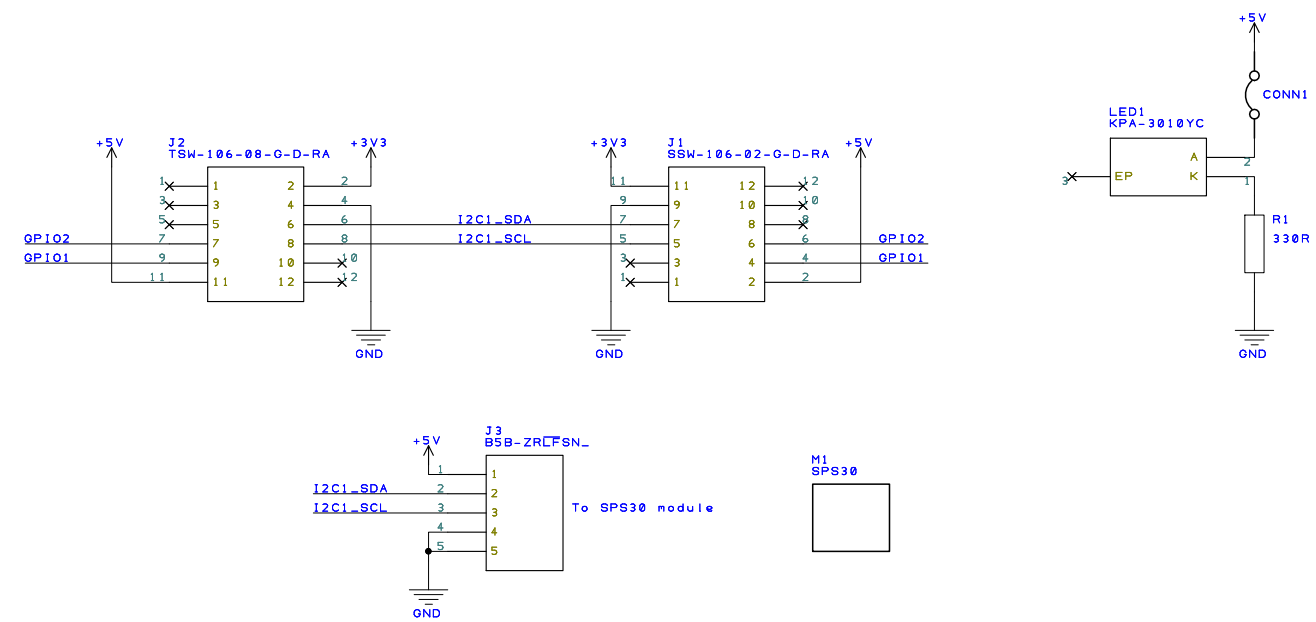 +5V
CONN1
LED1
KPA-3010YC
A 2
K 1
3 EP
R1
330R
GND
+5V
J2
TSW-106-08-G-D-RA
+3V3
1 1 2 2
3 3 4 4
5 5 6 6
GPIO2 7 7 8 8
GPIO1 9 9 10 10
11 11 12 12
GND
I2C1_SDA
I2C1_SCL
+3V3
J1
SSW-106-02-G-D-RA
+5V
11 11 12 12
9 9 10 10
7 7 8 8
5 5 6 6 GPIO2
3 3 4 4 GPIO1
1 1 2 2
GND
+5V
J3
B5B-ZRLFSN_
1 1
I2C1_SDA 2 2
I2C1_SCL 3 3
4 4
5 5
To SPS30 module
GND
M1
SPS30